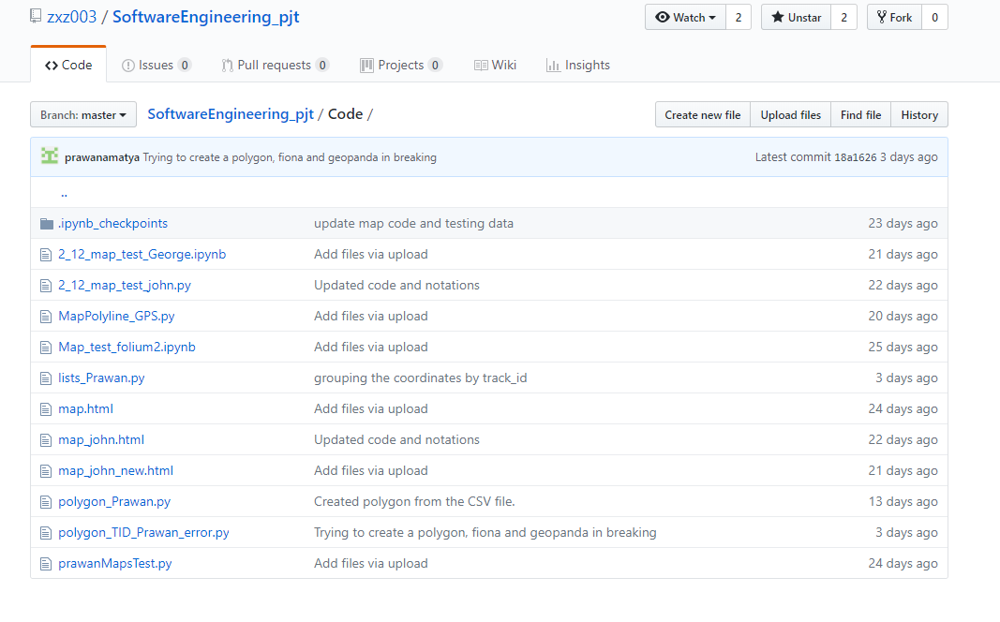 zxz003 / SoftwareEngineering_pjt Watch 2 Unstar 2 Fork 0
Code Issues 0 Pull requests 0 Projects 0 Wiki Insights
Branch: master SoftwareEngineering_pjt / Code / Create new file Upload files Find file History
prawanamatya Trying to create a polygon, fiona and geopanda in breaking Latest commit 18a1626 3 days ago
..
.ipynb_checkpoints update map code and testing data 23 days ago
2_12_map_test_George.ipynb Add files via upload 21 days ago
2_12_map_test_john.py Updated code and notations 22 days ago
MapPolyline_GPS.py Add files via upload 20 days ago
Map_test_folium2.ipynb Add files via upload 25 days ago
lists_Prawan.py grouping the coordinates by track_id 3 days ago
map.html Add files via upload 24 days ago
map_john.html Updated code and notations 22 days ago
map_john_new.html Add files via upload 21 days ago
polygon_Prawan.py Created polygon from the CSV file. 13 days ago
polygon_TID_Prawan_error.py Trying to create a polygon, fiona and geopanda in breaking 3 days ago
prawanMapsTest.py Add files via upload 24 days ago